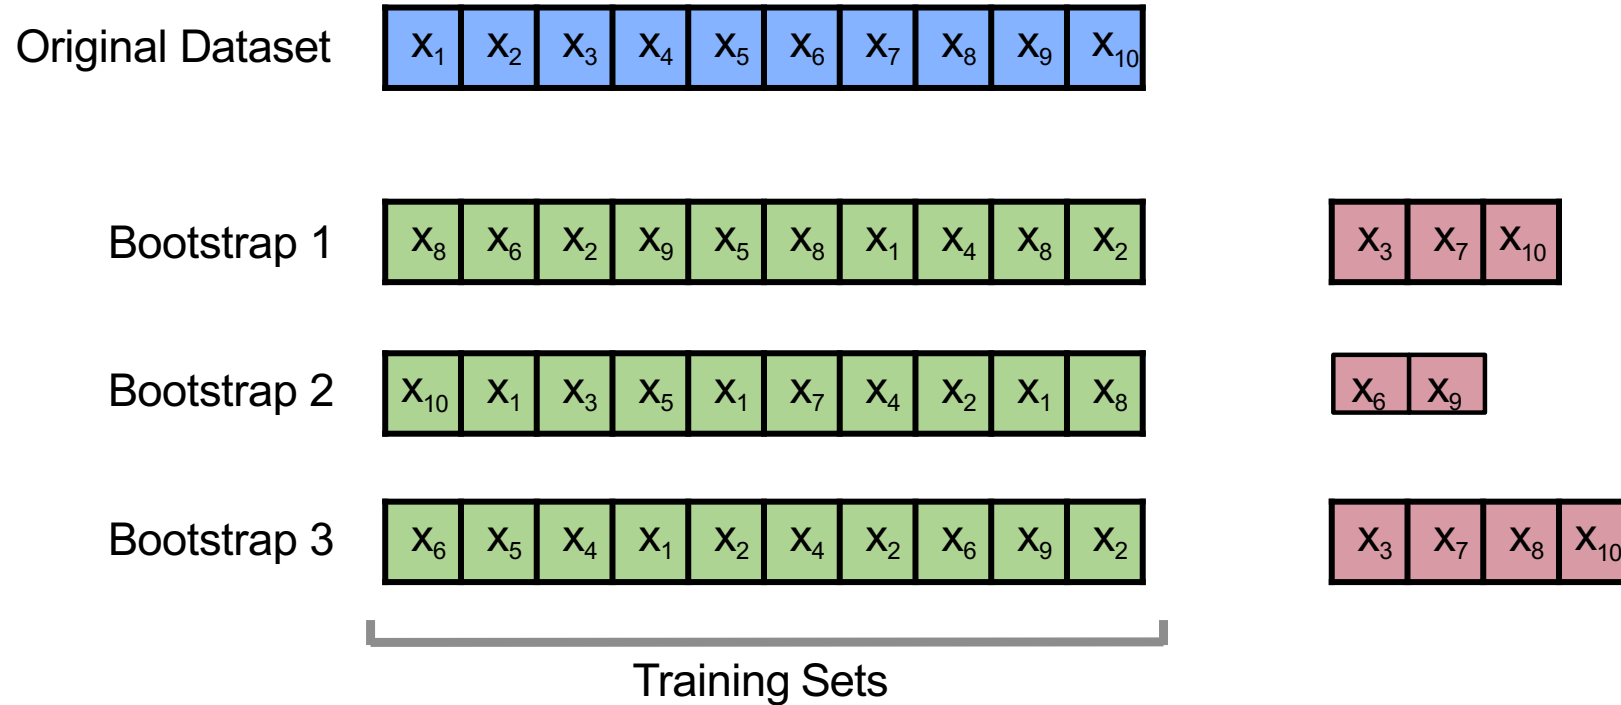 Original Dataset x₁ x₂ x₃ x₄ x₅ x₆ x₇ x₈ x₉ x₁₀
Bootstrap 1 x₈ x₆ x₂ x₉ x₅ x₈ x₁ x₄ x₈ x₂ x₃ x₇ x₁₀
Bootstrap 2 x₁₀ x₁ x₃ x₅ x₁ x₇ x₄ x₂ x₁ x₈ x₆ x₉
Bootstrap 3 x₆ x₅ x₄ x₁ x₂ x₄ x₂ x₆ x₉ x₂ x₃ x₇ x₈ x₁₀
Training Sets